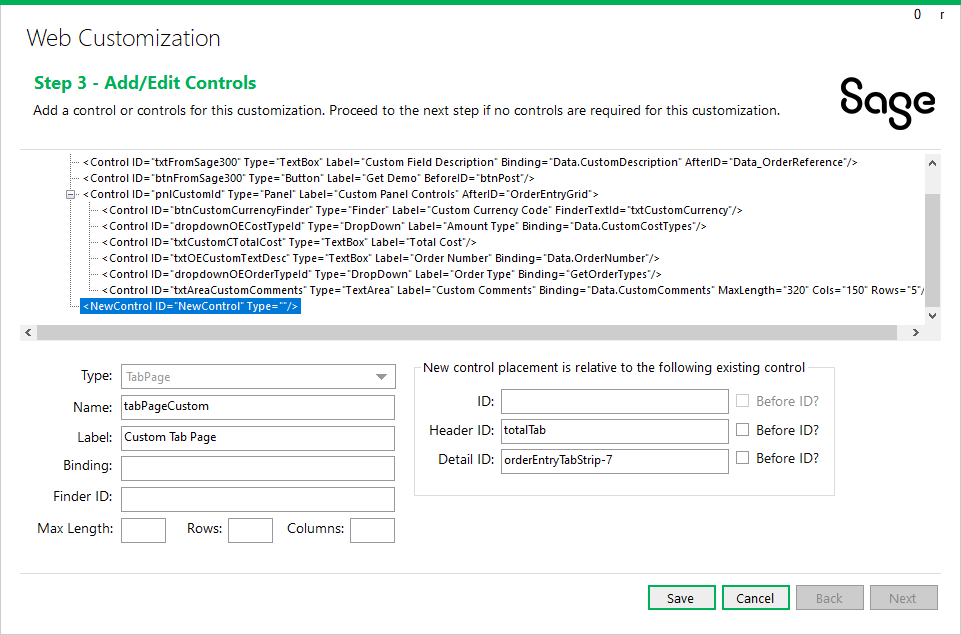 0 r
Web Customization
Step 3 - Add/Edit Controls
Add a control or controls for this customization. Proceed to the next step if no controls are required for this customization.
Sage
<Control ID="txtFromSage300" Type="TextBox" Label="Custom Field Description" Binding="Data.CustomDescription" AfterID="Data_OrderReference"/>
<Control ID="btnFromSage300" Type="Button" Label="Get Demo" BeforeID="btnPost"/>
<Control ID="pnlCustomId" Type="Panel" Label="Custom Panel Controls" AfterID="OrderEntryGrid">
<Control ID="btnCustomCurrencyFinder" Type="Finder" Label="Custom Currency Code" FinderTextId="txtCustomCurrency"/>
<Control ID="dropdownOECostTypeId" Type="DropDown" Label="Amount Type" Binding="Data.CustomCostTypes"/>
<Control ID="txtCustomCTotalCost" Type="TextBox" Label="Total Cost"/>
<Control ID="txtOECustomTextDesc" Type="TextBox" Label="Order Number" Binding="Data.OrderNumber"/>
<Control ID="dropdownOEOrderTypeId" Type="DropDown" Label="Order Type" Binding="GetOrderTypes"/>
<Control ID="txtAreaCustomComments" Type="TextArea" Label="Custom Comments" Binding="Data.CustomComments" MaxLength="320" Cols="150" Rows="5"/
<NewControl ID="NewControl" Type=""/>
Type: TabPage
Name: tabPageCustom
Label: Custom Tab Page
Binding:
Finder ID:
Max Length: Rows: Columns:
New control placement is relative to the following existing control
ID: Before ID?
Header ID: totalTab Before ID?
Detail ID: orderEntryTabStrip-7 Before ID?
Save Cancel Back Next